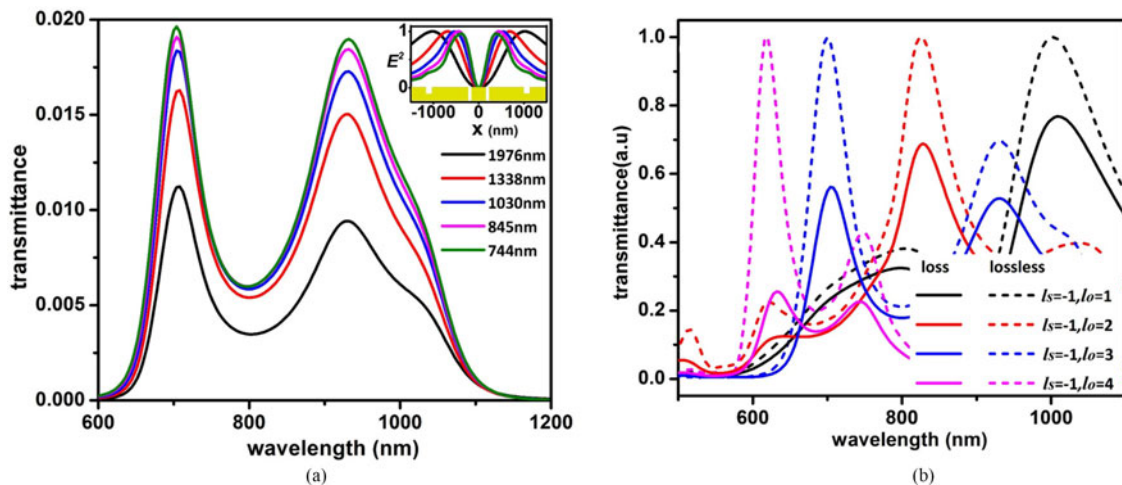 0.020
0.015
0.010
0.005
0.000
transmittance
600 700 800 900 1000 1100 1200
wavelength (nm)
1
E²
0
-1000 0 1000
x (nm)
1976nm
1338nm
1030nm
845nm
744nm
(a)
1.0
0.8
0.6
0.4
0.2
0.0
transmittance(a.u)
600 800 1000
wavelength (nm)
loss lossless
ls=-1,lo=1
ls=-1,lo=2
ls=-1,lo=3
ls=-1,lo=4
(b)